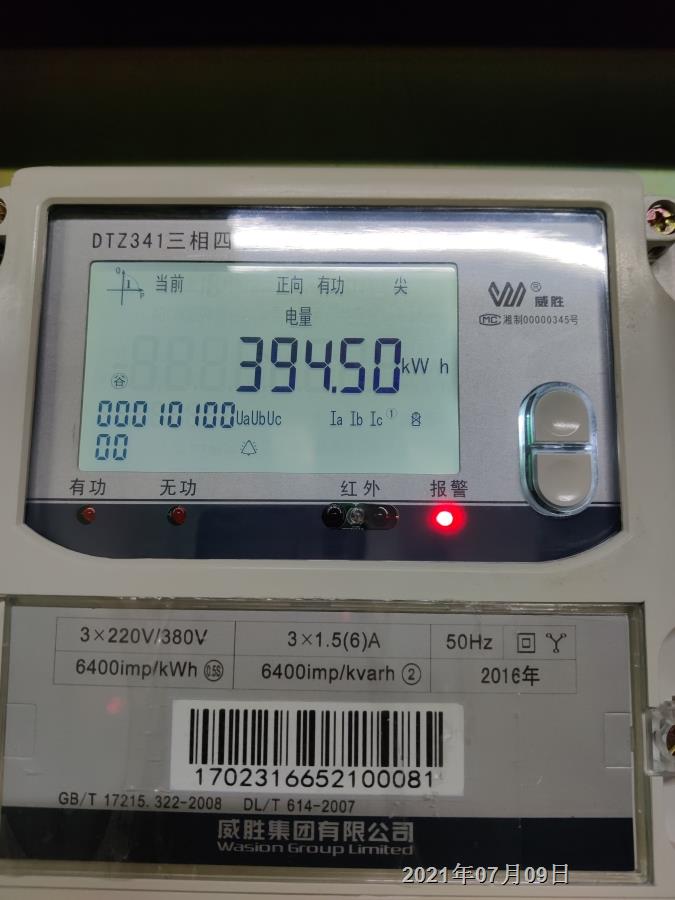 DTZ341三相四
当前 正向 有功 尖
电量
394.50kWh
谷
00010100 UaUbUc Ia Ib Ic ①
00
威胜®
MC 湘制00000345号
有功 无功 红外 报警
3×220V/380V 3×1.5(6)A 50Hz
6400imp/kWh 0.5S 6400imp/kvarh ② 2016年
1702316652100081
GB/T 17215.322-2008 DL/T 614-2007
威胜集团有限公司
Wasion Group Limited
2021年07月09日